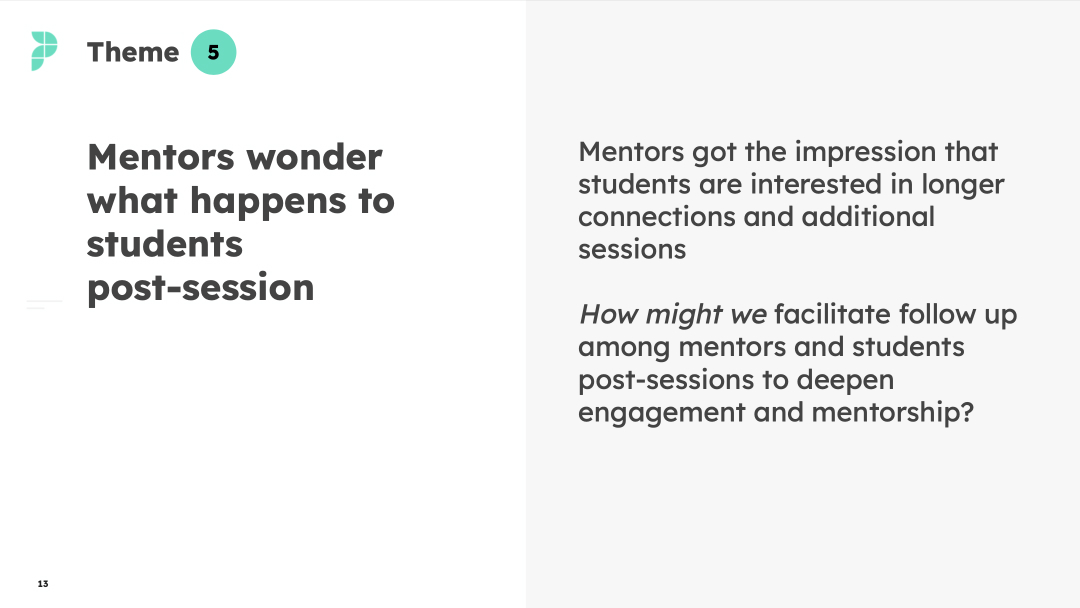 Theme 5
Mentors wonder
what happens to
students
post-session
Mentors got the impression that
students are interested in longer
connections and additional
sessions
How might we facilitate follow up
among mentors and students
post-sessions to deepen
engagement and mentorship?
13